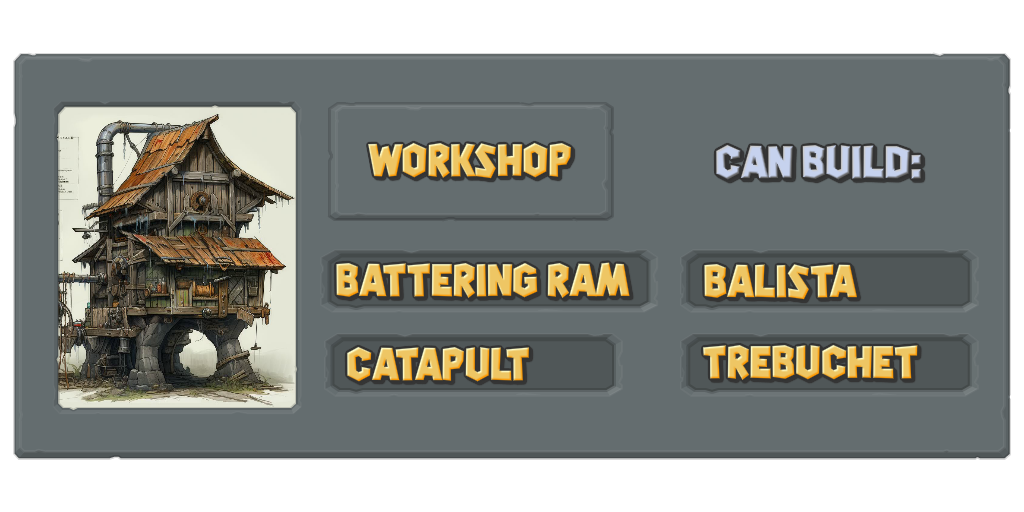 WORKSHOP
CAN BUILD:
BATTERING RAM
BALISTA
CATAPULT
TREBUCHET